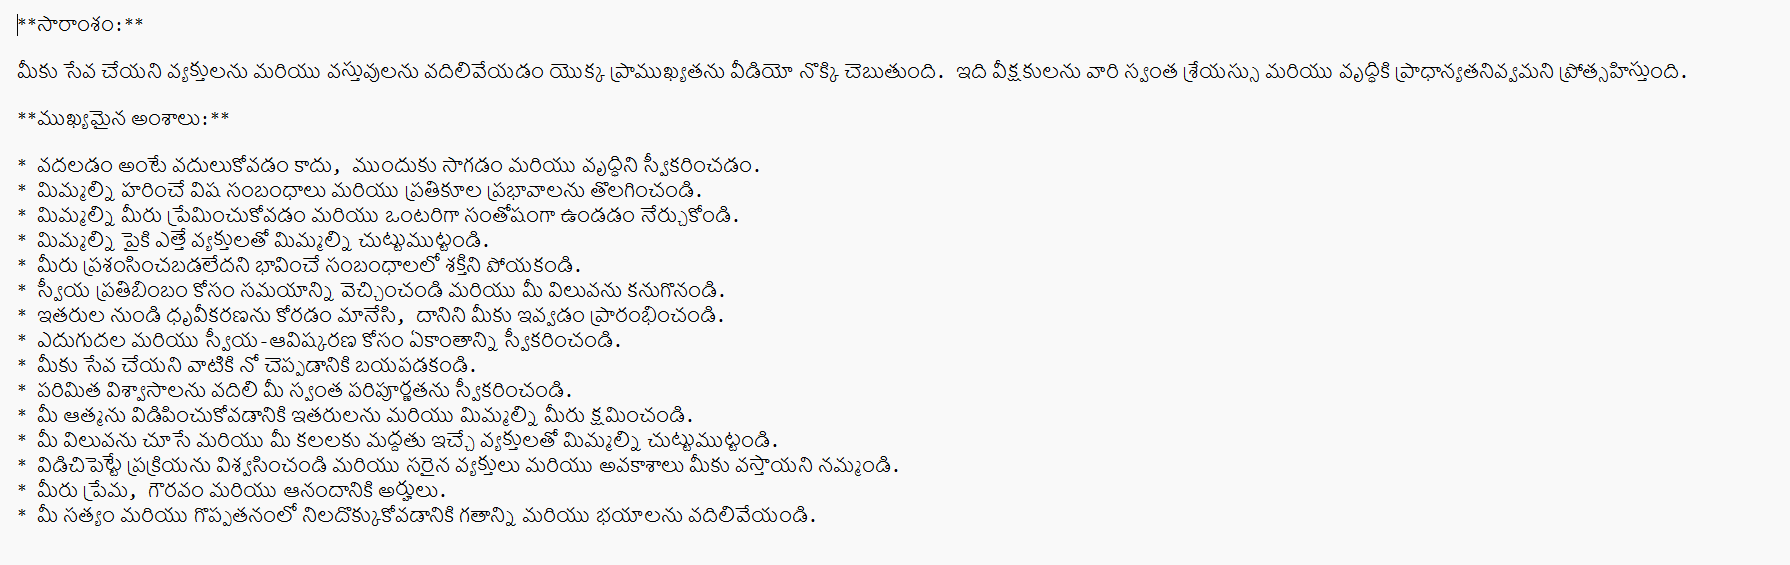 **సారాంశం:**
మీకు సేవ చేయని వ్యక్తులను మరియు వస్తువులను వదిలివేయడం యొక్క ప్రాముఖ్యతను వీడియో నొక్కి చెబుతుంది. ఇది వీక్షకులను వారి స్వంత శ్రేయస్సు మరియు వృద్ధికి ప్రాధాన్యతనివ్వమని ప్రోత్సహిస్తుంది.
**ముఖ్యమైన అంశాలు:**
* వదలడం అంటే వదులుకోవడం కాదు, ముందుకు సాగడం మరియు వృద్ధిని స్వీకరించడం.
* మిమ్మల్ని హరించే విష సంబంధాలు మరియు ప్రతికూల ప్రభావాలను తొలగించండి.
* మిమ్మల్ని మీరు ప్రేమించుకోవడం మరియు ఒంటరిగా సంతోషంగా ఉండడం నేర్చుకోండి.
* మిమ్మల్ని పైకి ఎత్తే వ్యక్తులతో మిమ్మల్ని చుట్టుముట్టండి.
* మీరు ప్రశంసించబడలేదని భావించే సంబంధాలలో శక్తిని పోయకండి.
* స్వీయ ప్రతిబింబం కోసం సమయాన్ని వెచ్చించండి మరియు మీ విలువను కనుగొనండి.
* ఇతరుల నుండి ధృవీకరణను కోరడం మానేసి, దానిని మీకు ఇవ్వడం ప్రారంభించండి.
* ఎదుగుదల మరియు స్వీయ-ఆవిష్కరణ కోసం ఏకాంతాన్ని స్వీకరించండి.
* మీకు సేవ చేయని వాటికి నో చెప్పడానికి బయపడకండి.
* పరిమిత విశ్వాసాలను వదిలి మీ స్వంత పరిపూర్ణతను స్వీకరించండి.
* మీ ఆత్మను విడిపించుకోవడానికి ఇతరులను మరియు మిమ్మల్ని మీరు క్షమించండి.
* మీ విలువను చూసే మరియు మీ కలలకు మద్దతు ఇచ్చే వ్యక్తులతో మిమ్మల్ని చుట్టుముట్టండి.
* విడిచిపెట్టే ప్రక్రియను విశ్వసించండి మరియు సరైన వ్యక్తులు మరియు అవకాశాలు మీకు వస్తాయని నమ్మండి.
* మీరు ప్రేమ, గౌరవం మరియు ఆనందానికి అర్హులు.
* మీ సత్యం మరియు గొప్పతనంలో నిలదొక్కుకోవడానికి గతాన్ని మరియు భయాలను వదిలివేయండి.